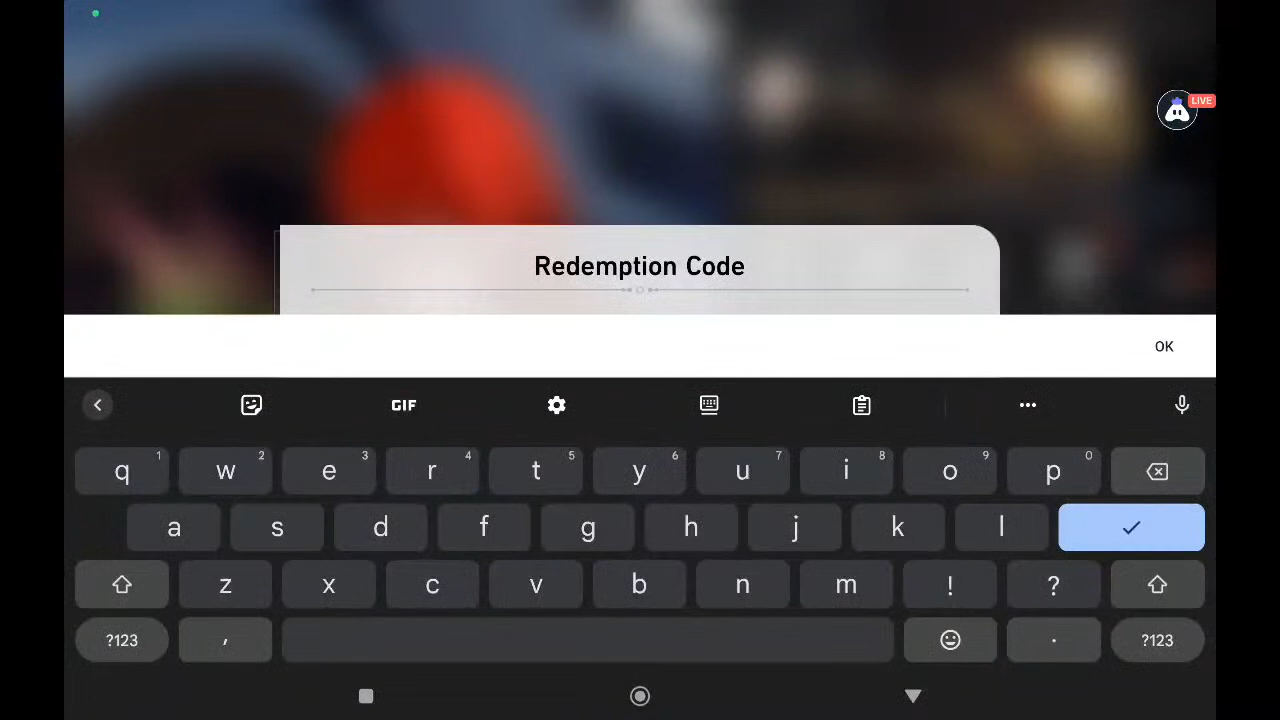 LIVE
Redemption Code
OK
GIF
q 1 w 2 e 3 r 4 t 5 y 6 u 7 i 8 o 9 p 0
a s d f g h j k l
z x c v b n m ! ?
?123 , . ?123